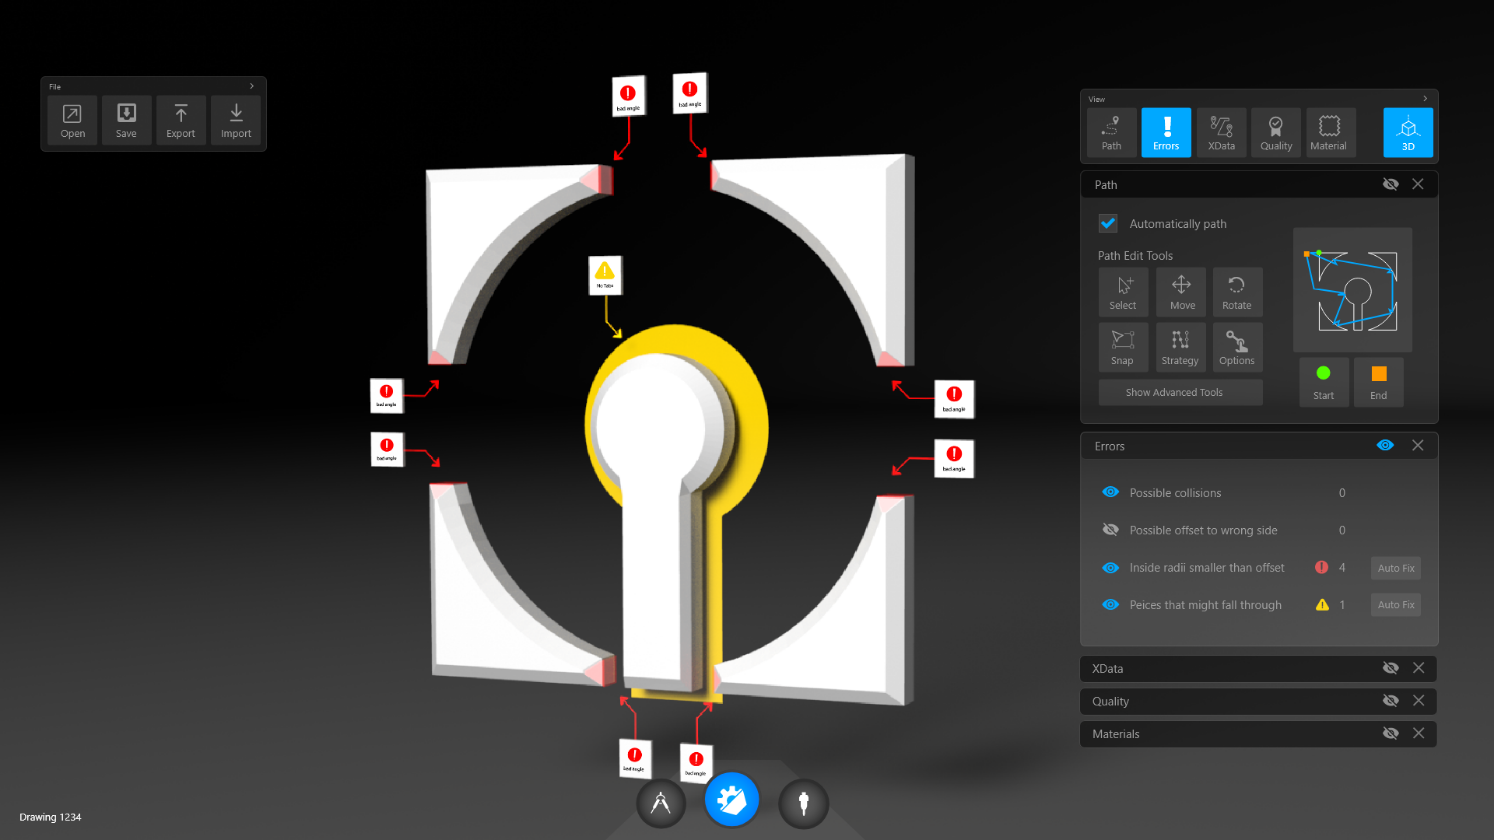 File
Open
Save
Export
Import
bad angle
bad angle
No Tabs
bad angle
bad angle
bad angle
bad angle
bad angle
bad angle
View
Path
Errors
XData
Quality
Material
3D
Path
Automatically path
Path Edit Tools
Select
Move
Rotate
Snap
Strategy
Options
Show Advanced Tools
Start
End
Errors
Possible collisions 0
Possible offset to wrong side 0
Inside radii smaller than offset 4 Auto Fix
Peices that might fall through 1 Auto Fix
XData
Quality
Materials
Drawing 1234